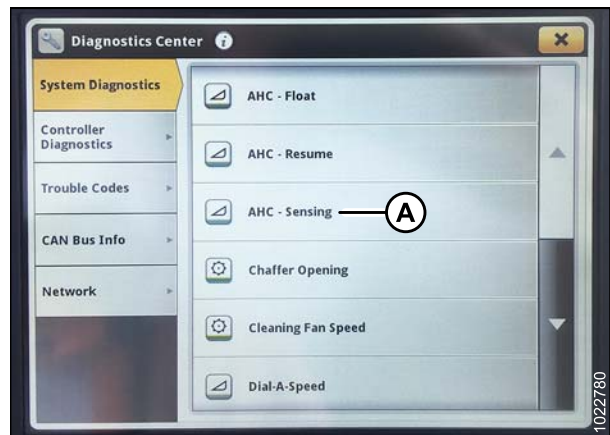 Diagnostics Center
System Diagnostics
AHC - Float
Controller
Diagnostics
AHC - Resume
Trouble Codes
AHC - Sensing
A
CAN Bus Info
Chaffer Opening
Network
Cleaning Fan Speed
Dial-A-Speed
1022780